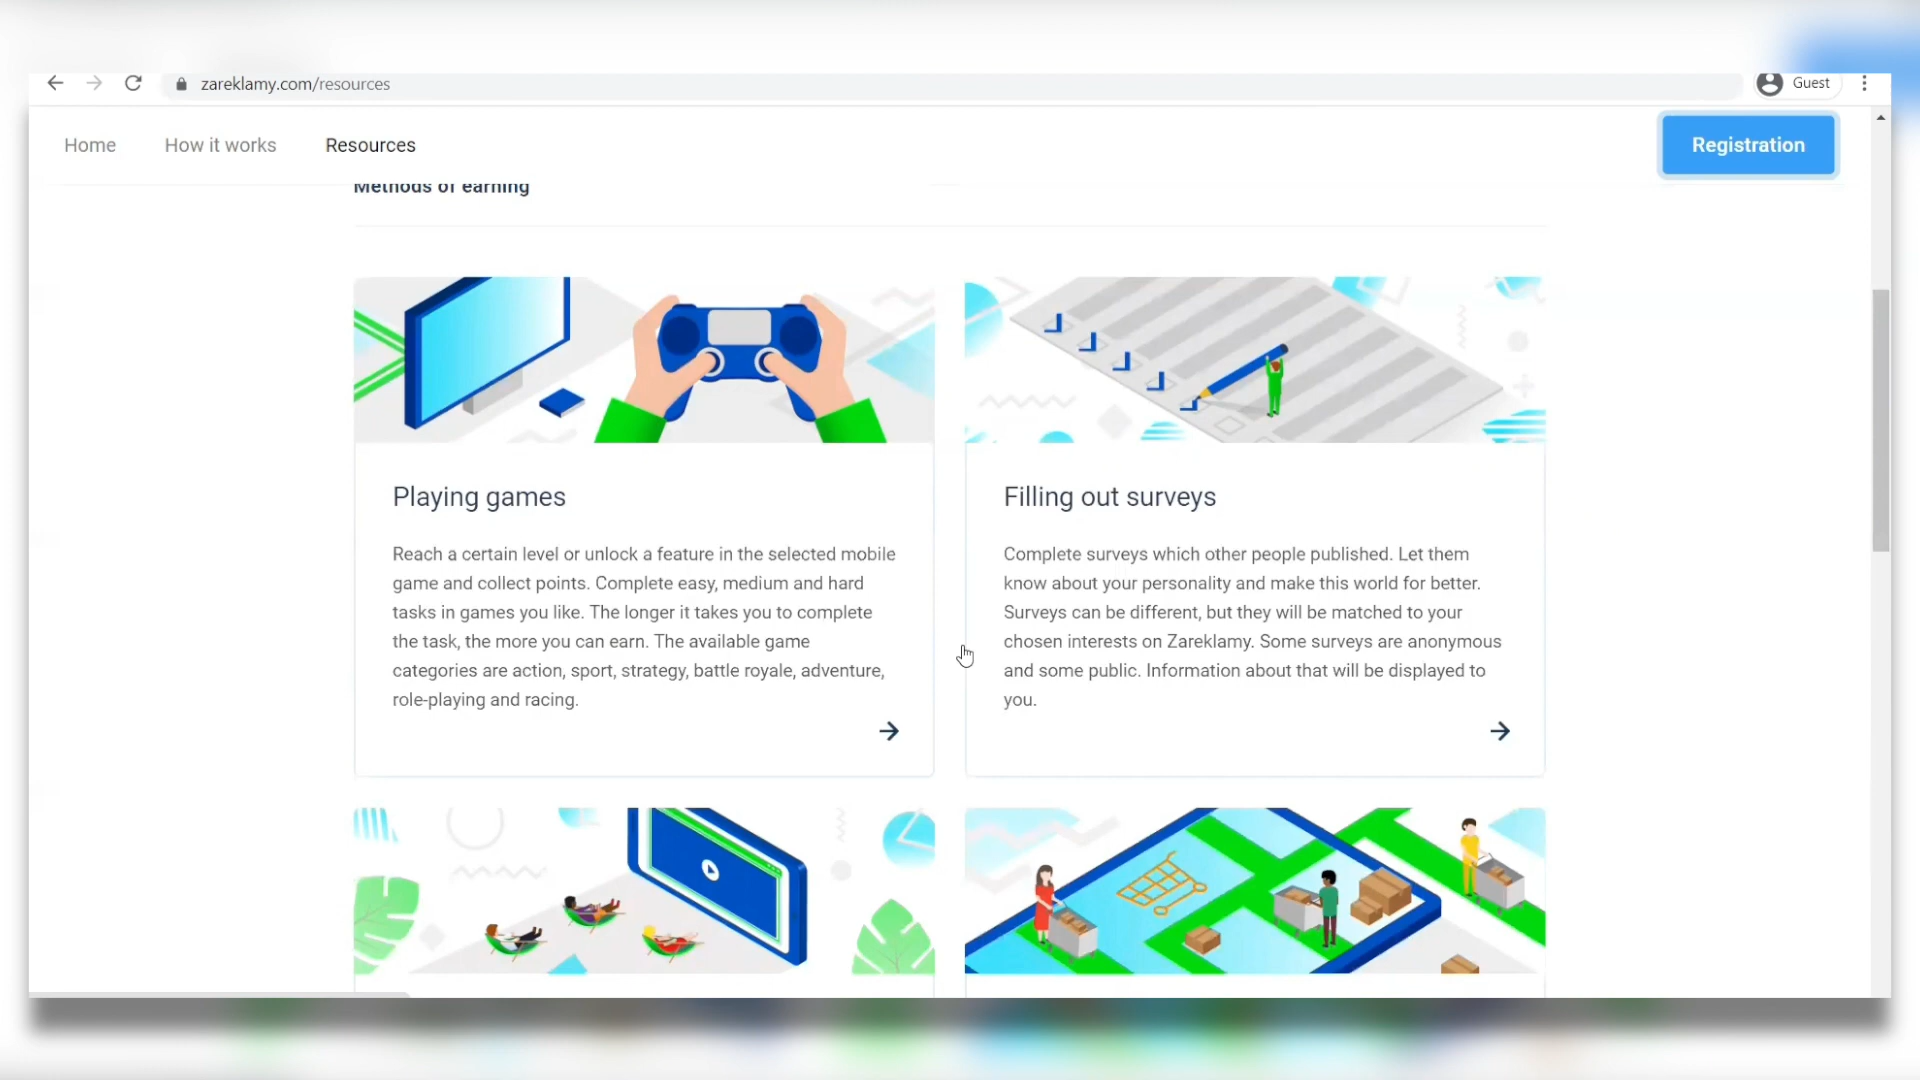 zareklamy.com/resources
Guest
Home
How it works
Resources
Registration
Methods of earning
Playing games
Reach a certain level or unlock a feature in the selected mobile
game and collect points. Complete easy, medium and hard
tasks in games you like. The longer it takes you to complete
the task, the more you can earn. The available game
categories are action, sport, strategy, battle royale, adventure,
role-playing and racing.
Filling out surveys
Complete surveys which other people published. Let them
know about your personality and make this world for better.
Surveys can be different, but they will be matched to your
chosen interests on Zareklamy. Some surveys are anonymous
and some public. Information about that will be displayed to
you.